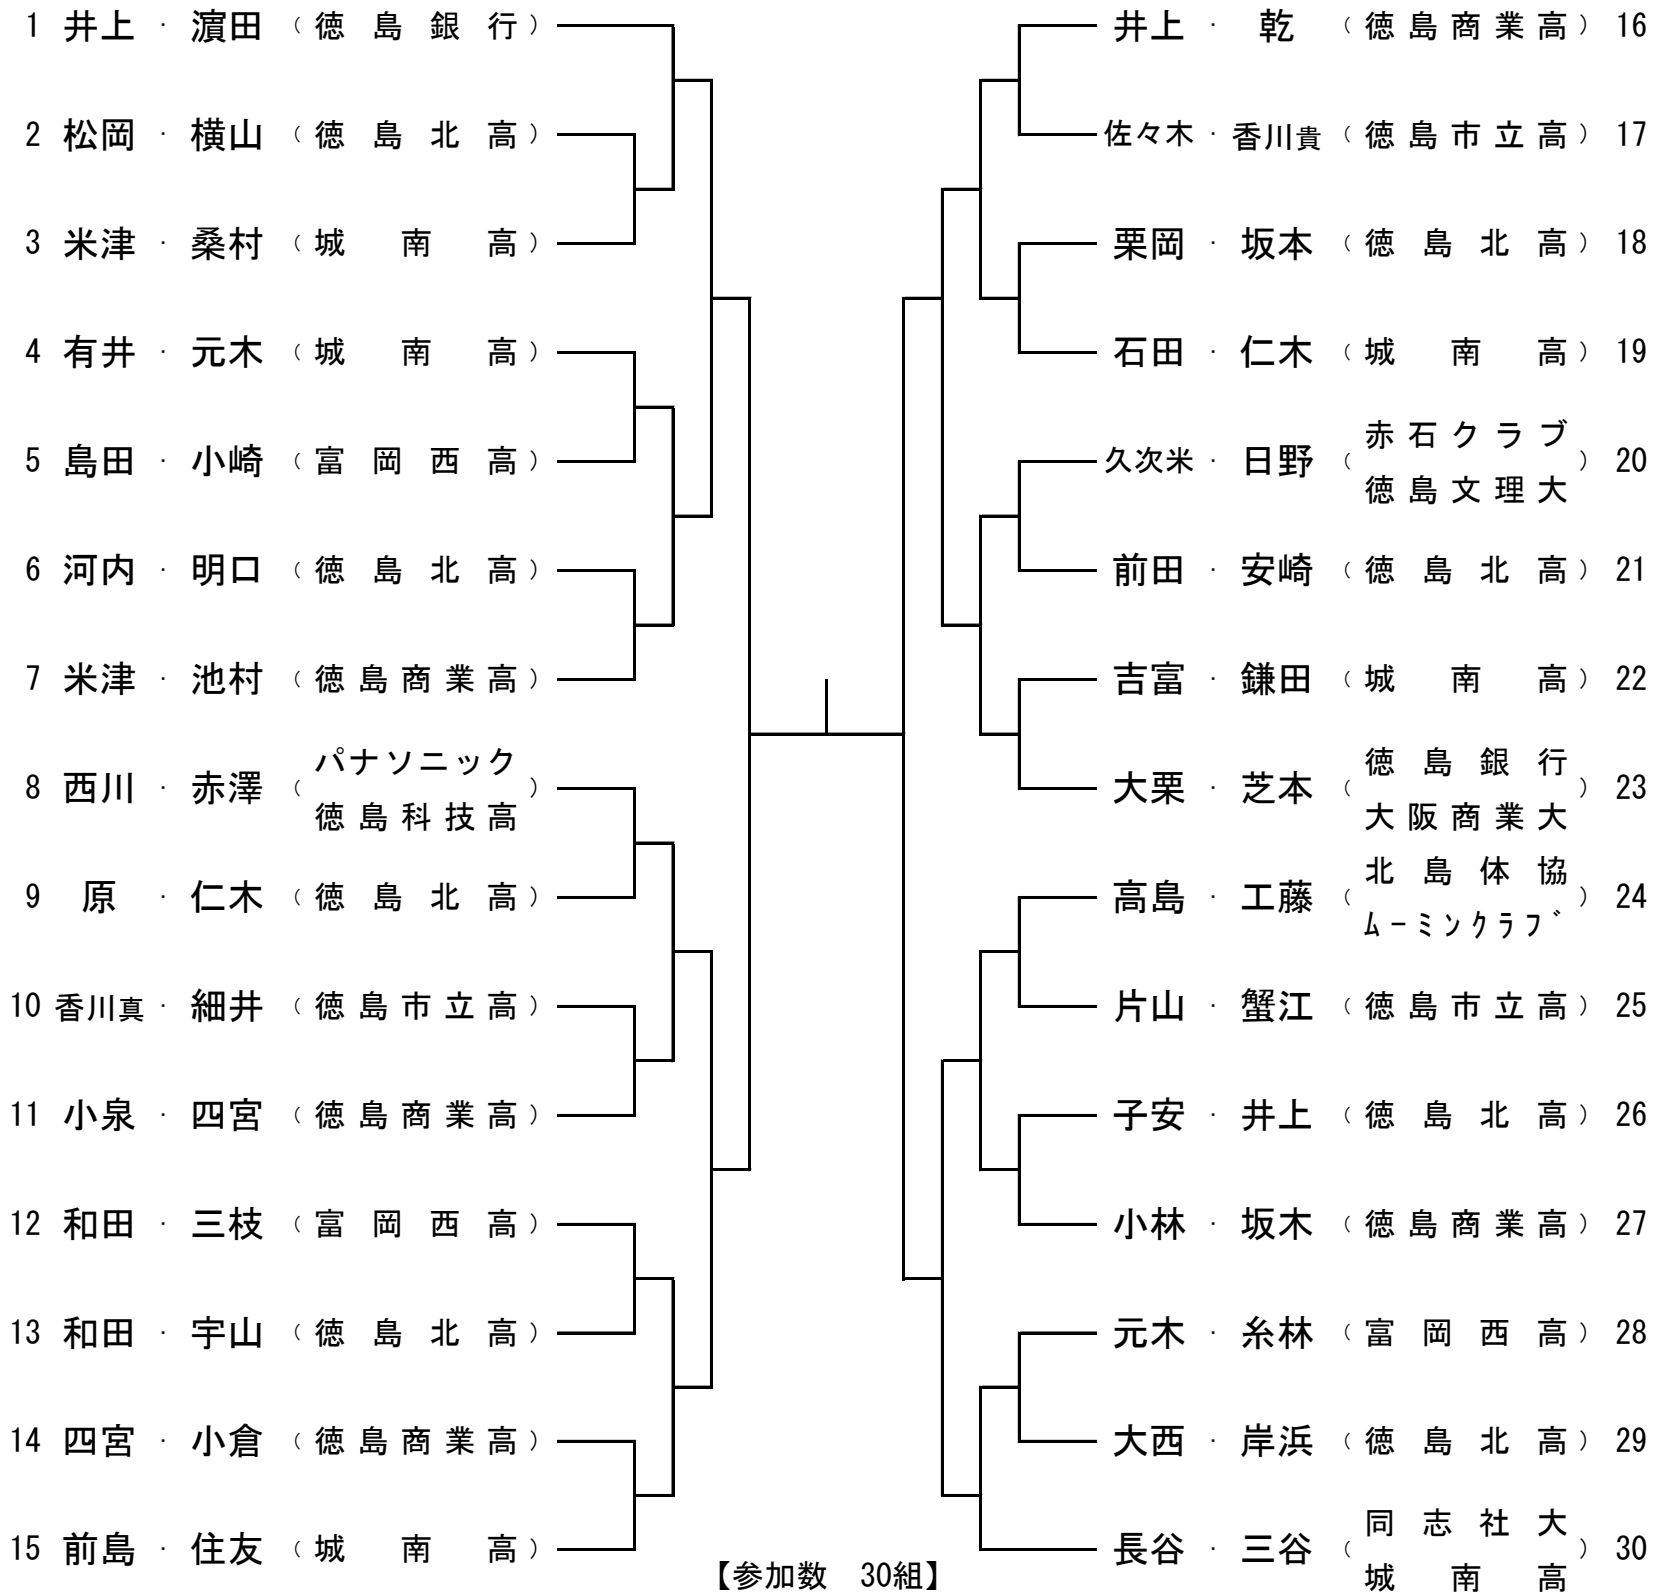 1 井上 ・ 濵田 （徳島銀行）
2 松岡 ・ 横山 （徳島北高）
3 米津 ・ 桑村 （城南高）
4 有井 ・ 元木 （城南高）
5 島田 ・ 小崎 （富岡西高）
6 河内 ・ 明口 （徳島北高）
7 米津 ・ 池村 （徳島商業高）
8 西川 ・ 赤澤 （パナソニック
徳島科技高）
9 原 ・ 仁木 （徳島北高）
10 香川真 ・ 細井 （徳島市立高）
11 小泉 ・ 四宮 （徳島商業高）
12 和田 ・ 三枝 （富岡西高）
13 和田 ・ 宇山 （徳島北高）
14 四宮 ・ 小倉 （徳島商業高）
15 前島 ・ 住友 （城南高）
井上 ・ 乾 （徳島商業高） 16
佐々木 ・ 香川貴 （徳島市立高） 17
栗岡 ・ 坂本 （徳島北高） 18
石田 ・ 仁木 （城南高） 19
久次米 ・ 日野 （赤石クラブ
徳島文理大） 20
前田 ・ 安崎 （徳島北高） 21
吉富 ・ 鎌田 （城南高） 22
大栗 ・ 芝本 （徳島銀行
大阪商業大） 23
高島 ・ 工藤 （北島体協
ムーミンクラブ） 24
片山 ・ 蟹江 （徳島市立高） 25
子安 ・ 井上 （徳島北高） 26
小林 ・ 坂木 （徳島商業高） 27
元木 ・ 糸林 （富岡西高） 28
大西 ・ 岸浜 （徳島北高） 29
長谷 ・ 三谷 （同志社大
城南高） 30
【参加数 30組】